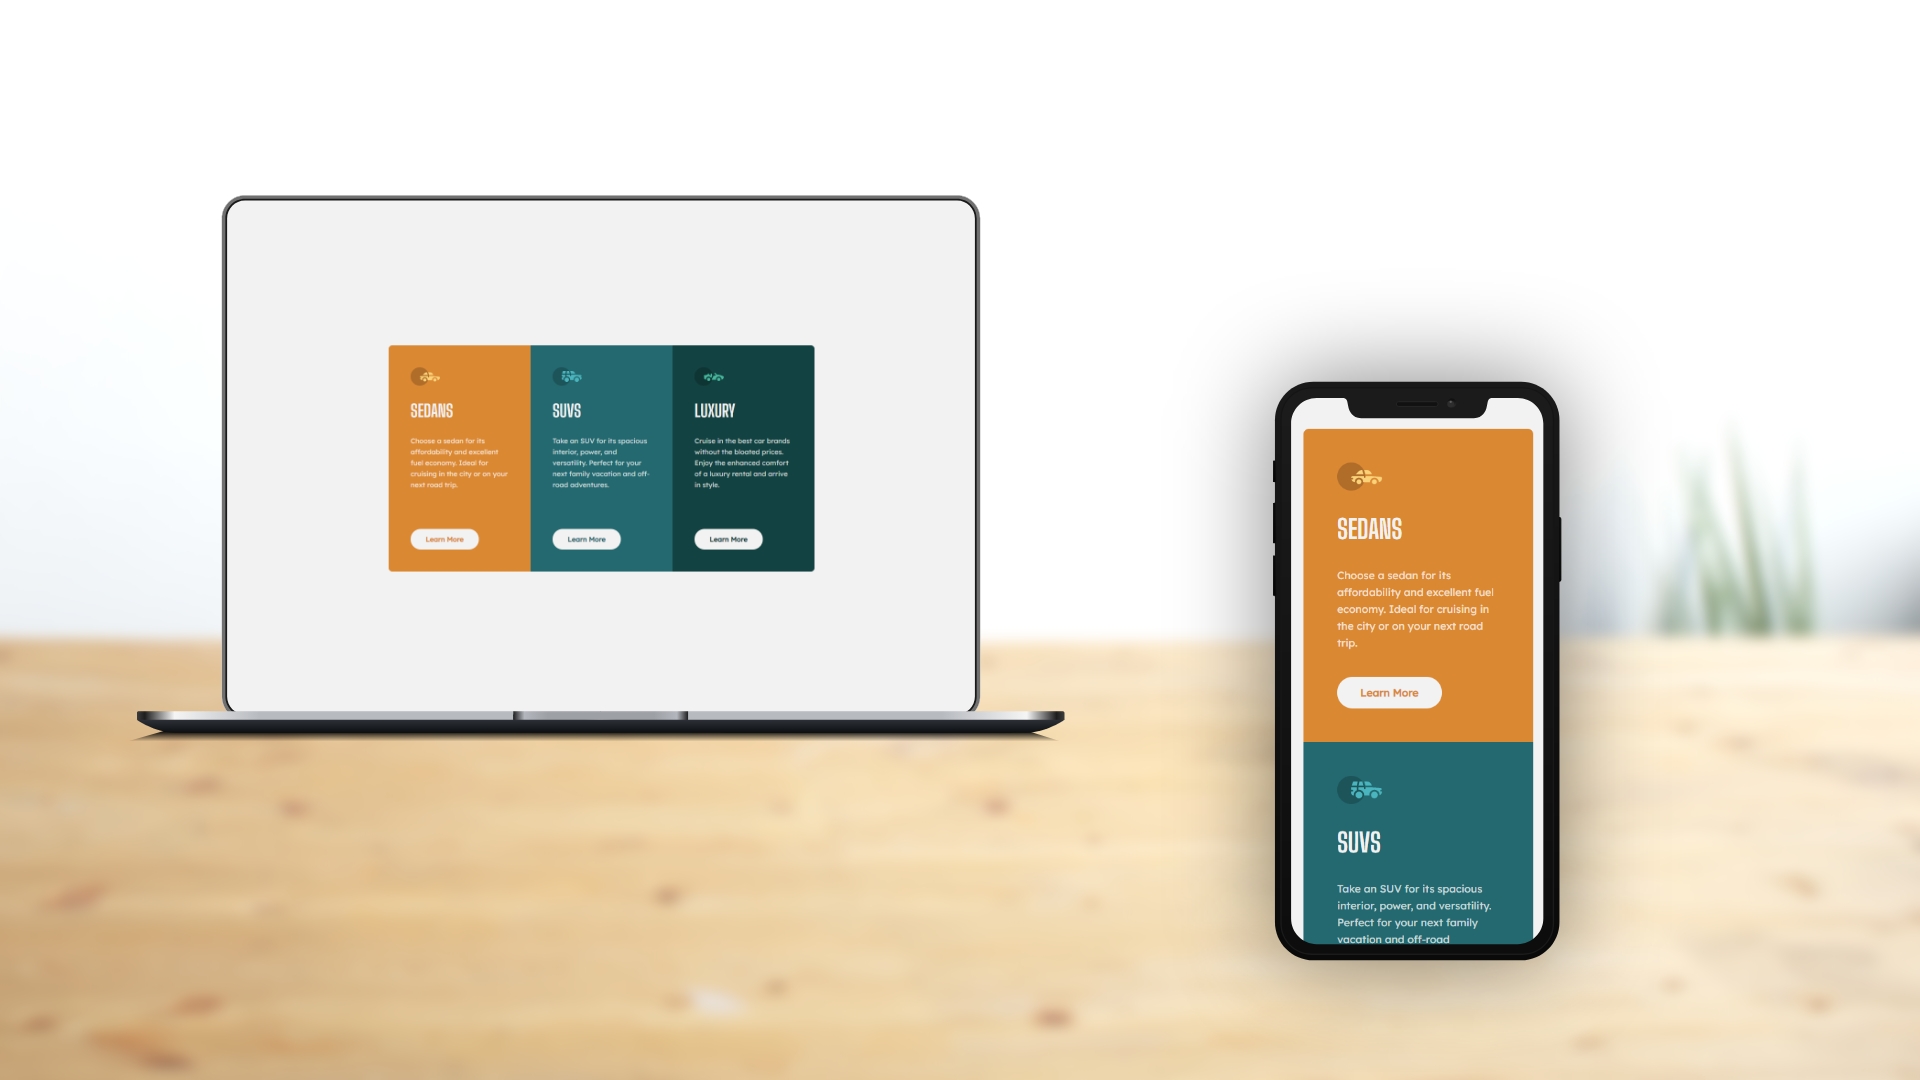 SEDANS
Choose a sedan for its
affordability and excellent
fuel economy. Ideal for
cruising in the city or on your
next road trip.
Learn More
SUVS
Take an SUV for its spacious
interior, power, and
versatility. Perfect for your
next family vacation and off-
road adventures.
Learn More
LUXURY
Cruise in the best car brands
without the bloated prices.
Enjoy the enhanced comfort
of a luxury rental and arrive
in style.
Learn More
SEDANS
Choose a sedan for its
affordability and excellent fuel
economy. Ideal for cruising in
the city or on your next road
trip.
Learn More
SUVS
Take an SUV for its spacious
interior, power, and versatility.
Perfect for your next family
vacation and off-road